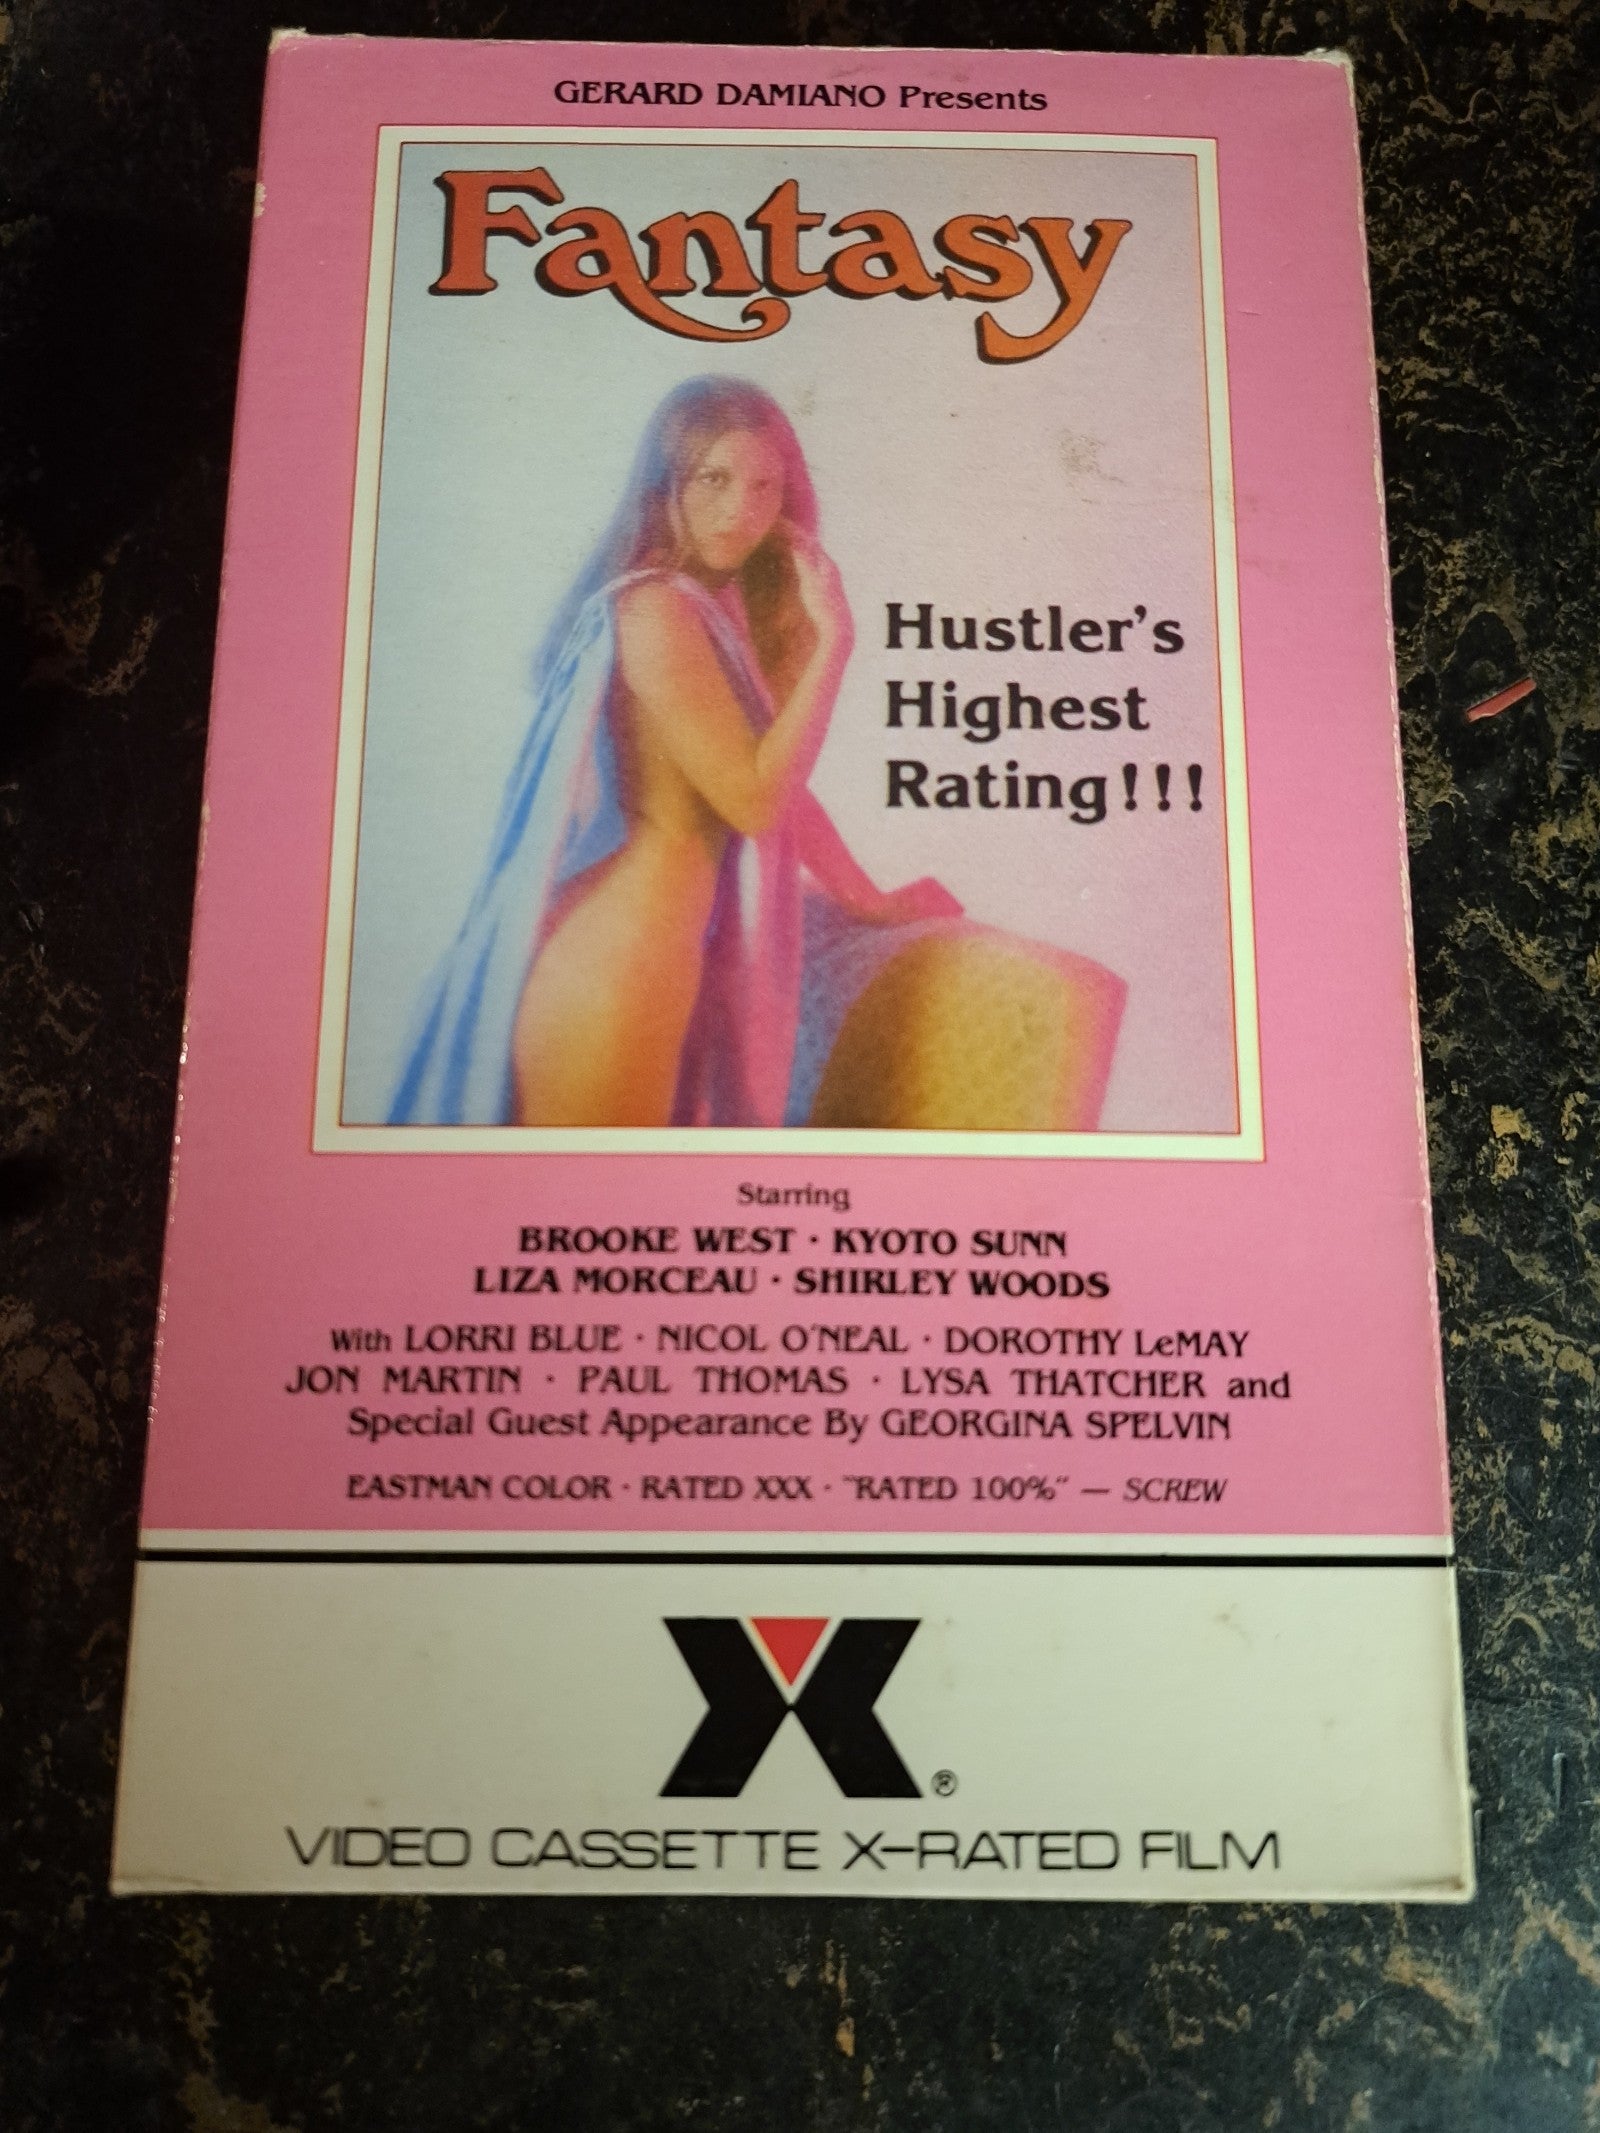 GERARD DAMIANO Presents
Fantasy
Hustler's
Highest
Rating!!!
Starring
BROOKE WEST · KYOTO SUNN
LIZA MORCEAU · SHIRLEY WOODS
With LORRI BLUE · NICOL O'NEAL · DOROTHY LeMAY
JON MARTIN · PAUL THOMAS · LYSA THATCHER and
Special Guest Appearance By GEORGINA SPELVIN
EASTMAN COLOR · RATED XXX · "RATED 100%" — SCREW
X®
VIDEO CASSETTE X-RATED FILM